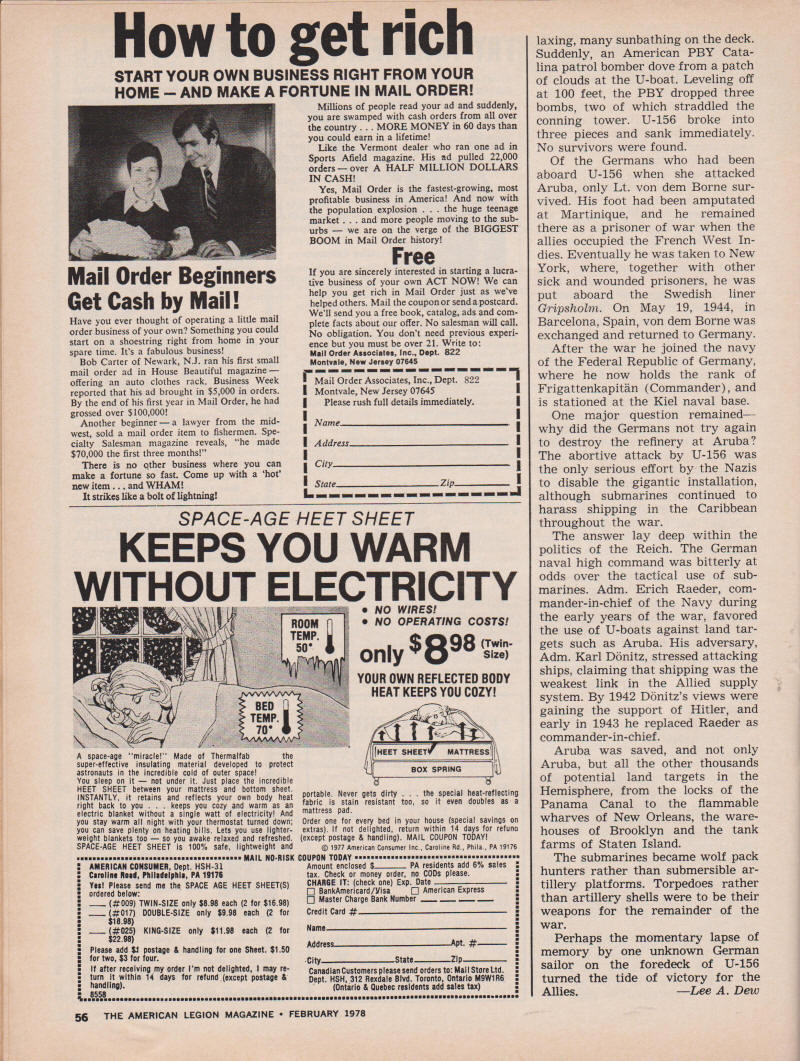 How to get rich
START YOUR OWN BUSINESS RIGHT FROM YOUR
HOME — AND MAKE A FORTUNE IN MAIL ORDER!
Mail Order Beginners
Get Cash by Mail!
Have you ever thought of operating a little mail
order business of your own? Something you could
start on a shoestring right from home in your
spare time. It's a fabulous business!
Bob Carter of Newark, N.J. ran his first small
mail order ad in House Beautiful magazine —
offering an auto clothes rack. Business Week
reported that his ad brought in $5,000 in orders.
By the end of his first year in Mail Order, he had
grossed over $100,000!
Another beginner — a lawyer from the mid-
west, sold a mail order item to fishermen. Spe-
cialty Salesman magazine reveals, "he made
$70,000 the first three months!"
There is no other business where you can
make a fortune so fast. Come up with a 'hot'
new item . . . and WHAM!
It strikes like a bolt of lightning!
Millions of people read your ad and suddenly,
you are swamped with cash orders from all over
the country . . . MORE MONEY in 60 days than
you could earn in a lifetime!
Like the Vermont dealer who ran one ad in
Sports Afield magazine. His ad pulled 22,000
orders — over A HALF MILLION DOLLARS
IN CASH!
Yes, Mail Order is the fastest-growing, most
profitable business in America! And now with
the population explosion . . . the huge teenage
market . . . and more people moving to the sub-
urbs — we are on the verge of the BIGGEST
BOOM in Mail Order history!
Free
If you are sincerely interested in starting a lucra-
tive business of your own ACT NOW! We can
help you get rich in Mail Order just as we've
helped others. Mail the coupon or send a postcard.
We'll send you a free book, catalog, ads and com-
plete facts about our offer. No salesman will call.
No obligation. You don't need previous experi-
ence but you must be over 21. Write to:
Mail Order Associates, Inc., Dept. 822
Montvale, New Jersey 07645
Mail Order Associates, Inc., Dept. 822
Montvale, New Jersey 07645
Please rush full details immediately.
Name
Address
City
State Zip
SPACE-AGE HEET SHEET
KEEPS YOU WARM
WITHOUT ELECTRICITY
ROOM
TEMP.
50°
BED
TEMP.
70°
• NO WIRES!
• NO OPERATING COSTS!
only $8 98 (Twin-
Size)
YOUR OWN REFLECTED BODY
HEAT KEEPS YOU COZY!
HEET SHEET MATTRESS
BOX SPRING
A space-age "miracle!" Made of Thermalfab the
super-effective insulating material developed to protect
astronauts in the incredible cold of outer space!
You sleep on it — not under it. Just place the incredible
HEET SHEET between your mattress and bottom sheet.
INSTANTLY, it retains and reflects your own body heat
right back to you . . . . keeps you cozy and warm as an
electric blanket without a single watt of electricity! And
you stay warm all night with your thermostat turned down;
you can save plenty on heating bills. Lets you use lighter-
weight blankets too — so you awake relaxed and refreshed.
SPACE-AGE HEET SHEET is 100% safe, lightweight and
portable. Never gets dirty . . . the special heat-reflecting
fabric is stain resistant too, so it even doubles as a
mattress pad.
Order one for every bed in your house (special savings on
extras). If not delighted, return within 14 days for refund
(except postage & handling). MAIL COUPON TODAY!
© 1977 American Consumer Inc., Caroline Rd., Phila., PA 19176
MAIL NO-RISK COUPON TODAY
AMERICAN CONSUMER, Dept. HSH-31
Caroline Road, Philadelphia, PA 19176
Yes! Please send me the SPACE AGE HEET SHEET(S)
ordered below:
(#009) TWIN-SIZE only $8.98 each (2 for $16.98)
(#017) DOUBLE-SIZE only $9.98 each (2 for
$18.98)
(#025) KING-SIZE only $11.98 each (2 for
$22.98)
Please add $1 postage & handling for one Sheet. $1.50
for two, $3 for four.
If after receiving my order I'm not delighted, I may re-
turn it within 14 days for refund (except postage &
handling).
8558
Amount enclosed $ PA residents add 6% sales
tax. Check or money order, no CODs please.
CHARGE IT: (check one) Exp. Date
BankAmericard/Visa American Express
Master Charge Bank Number
Credit Card #
Name
Address Apt. #
City State Zip
Canadian Customers please send orders to: Mail Store Ltd.
Dept. HSH, 312 Rexdale Blvd. Toronto, Ontario M9W1R6
(Ontario & Quebec residents add sales tax)
laxing, many sunbathing on the deck.
Suddenly, an American PBY Cata-
lina patrol bomber dove from a patch
of clouds at the U-boat. Leveling off
at 100 feet, the PBY dropped three
bombs, two of which straddled the
conning tower. U-156 broke into
three pieces and sank immediately.
No survivors were found.
Of the Germans who had been
aboard U-156 when she attacked
Aruba, only Lt. von dem Borne sur-
vived. His foot had been amputated
at Martinique, and he remained
there as a prisoner of war when the
allies occupied the French West In-
dies. Eventually he was taken to New
York, where, together with other
sick and wounded prisoners, he was
put aboard the Swedish liner
Gripsholm. On May 19, 1944, in
Barcelona, Spain, von dem Borne was
exchanged and returned to Germany.
After the war he joined the navy
of the Federal Republic of Germany,
where he now holds the rank of
Frigattenkapitän (Commander), and
is stationed at the Kiel naval base.
One major question remained—
why did the Germans not try again
to destroy the refinery at Aruba?
The abortive attack by U-156 was
the only serious effort by the Nazis
to disable the gigantic installation,
although submarines continued to
harass shipping in the Caribbean
throughout the war.
The answer lay deep within the
politics of the Reich. The German
naval high command was bitterly at
odds over the tactical use of sub-
marines. Adm. Erich Raeder, com-
mander-in-chief of the Navy during
the early years of the war, favored
the use of U-boats against land tar-
gets such as Aruba. His adversary,
Adm. Karl Dönitz, stressed attacking
ships, claiming that shipping was the
weakest link in the Allied supply
system. By 1942 Dönitz's views were
gaining the support of Hitler, and
early in 1943 he replaced Raeder as
commander-in-chief.
Aruba was saved, and not only
Aruba, but all the other thousands
of potential land targets in the
Hemisphere, from the locks of the
Panama Canal to the flammable
wharves of New Orleans, the ware-
houses of Brooklyn and the tank
farms of Staten Island.
The submarines became wolf pack
hunters rather than submersible ar-
tillery platforms. Torpedoes rather
than artillery shells were to be their
weapons for the remainder of the
war.
Perhaps the momentary lapse of
memory by one unknown German
sailor on the foredeck of U-156
turned the tide of victory for the
Allies. —Lee A. Dew
56 THE AMERICAN LEGION MAGAZINE • FEBRUARY 1978